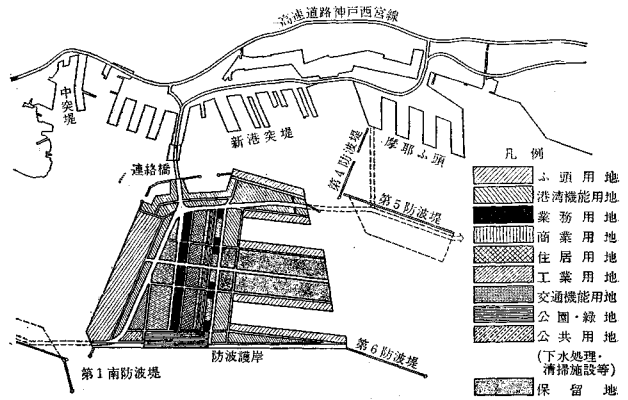 高速道路神戸西宮線
中突堤
新港突堤
摩耶ふ頭
連絡橋
第4防波堤
第5防波堤
凡例
ふ頭用地
港湾機能用地
業務用地
商業用地
住居用地
工業用地
交通機能用地
公園・緑地
公共用地
(下水処理・
清掃施設等)
保留地
防波護岸
第6防波堤
第1南防波堤